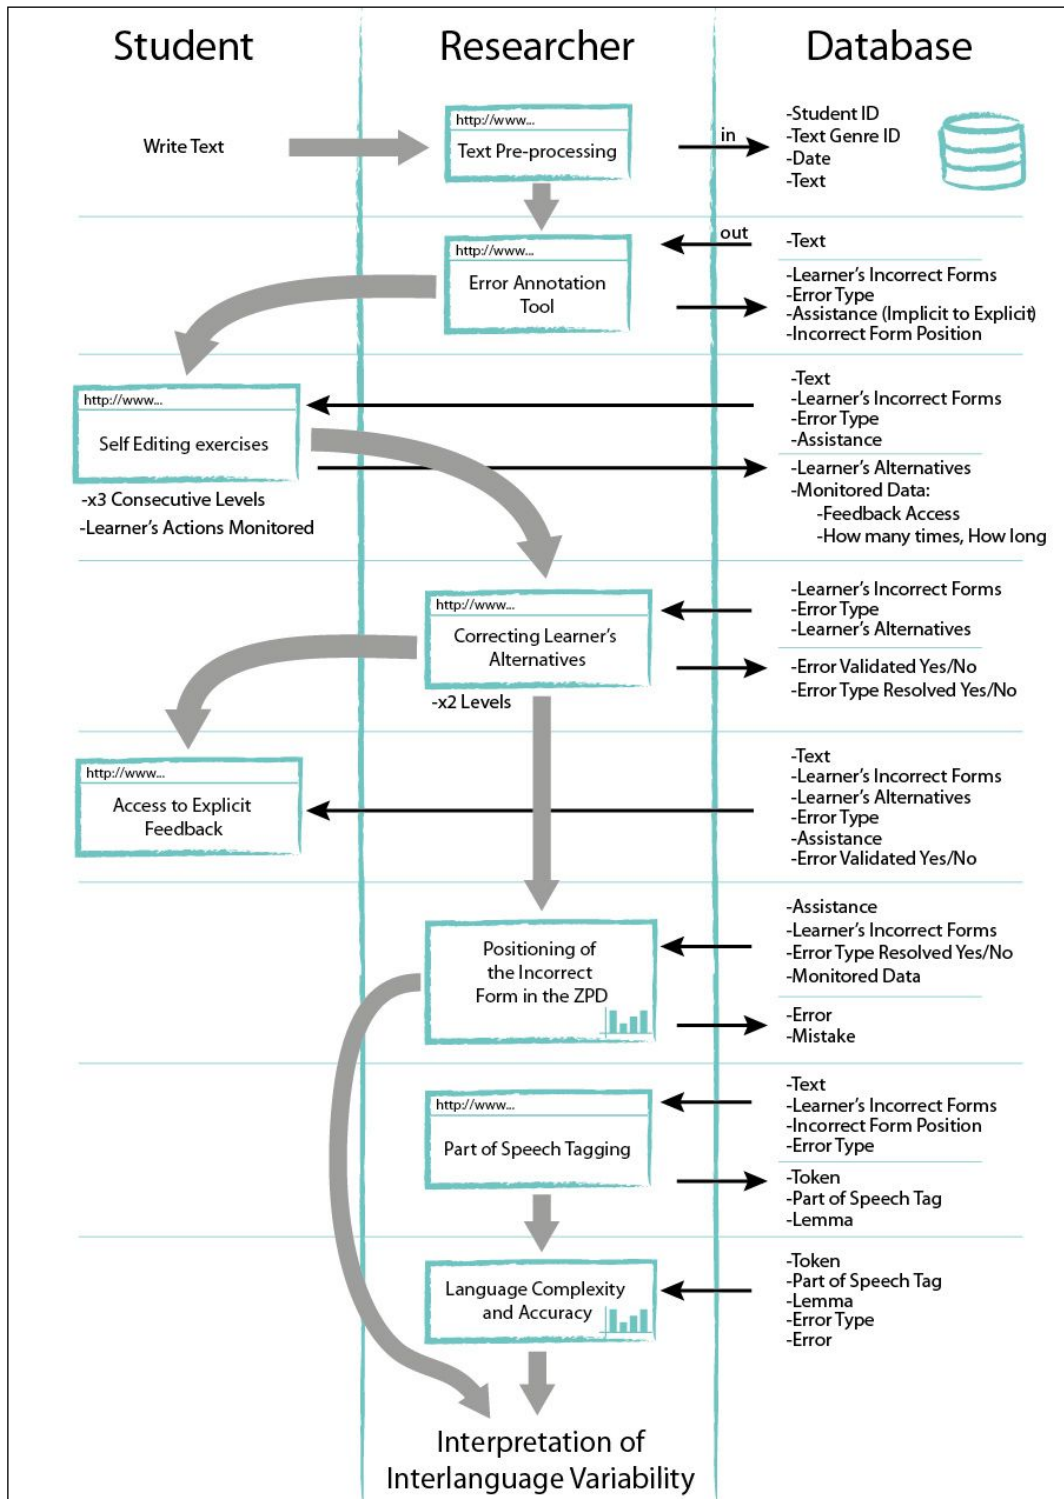 Student
Researcher
Database
Write Text
http://www...
Text Pre-processing
in
-Student ID
-Text Genre ID
-Date
-Text
http://www...
Error Annotation
Tool
out
-Text
-Learner's Incorrect Forms
-Error Type
-Assistance (Implicit to Explicit)
-Incorrect Form Position
http://www...
Self Editing exercises
-x3 Consecutive Levels
-Learner's Actions Monitored
-Text
-Learner's Incorrect Forms
-Error Type
-Assistance
-Learner's Alternatives
-Monitored Data:
-Feedback Access
-How many times, How long
http://www...
Correcting Learner's
Alternatives
-x2 Levels
-Learner's Incorrect Forms
-Error Type
-Learner's Alternatives
-Error Validated Yes/No
-Error Type Resolved Yes/No
http://www...
Access to Explicit
Feedback
-Text
-Learner's Incorrect Forms
-Learner's Alternatives
-Error Type
-Assistance
-Error Validated Yes/No
Positioning of
the Incorrect
Form in the ZPD
-Assistance
-Learner's Incorrect Forms
-Error Type Resolved Yes/No
-Monitored Data
-Error
-Mistake
http://www...
Part of Speech Tagging
-Text
-Learner's Incorrect Forms
-Incorrect Form Position
-Error Type
-Token
-Part of Speech Tag
-Lemma
Language Complexity
and Accuracy
-Token
-Part of Speech Tag
-Lemma
-Error Type
-Error
Interpretation of
Interlanguage Variability